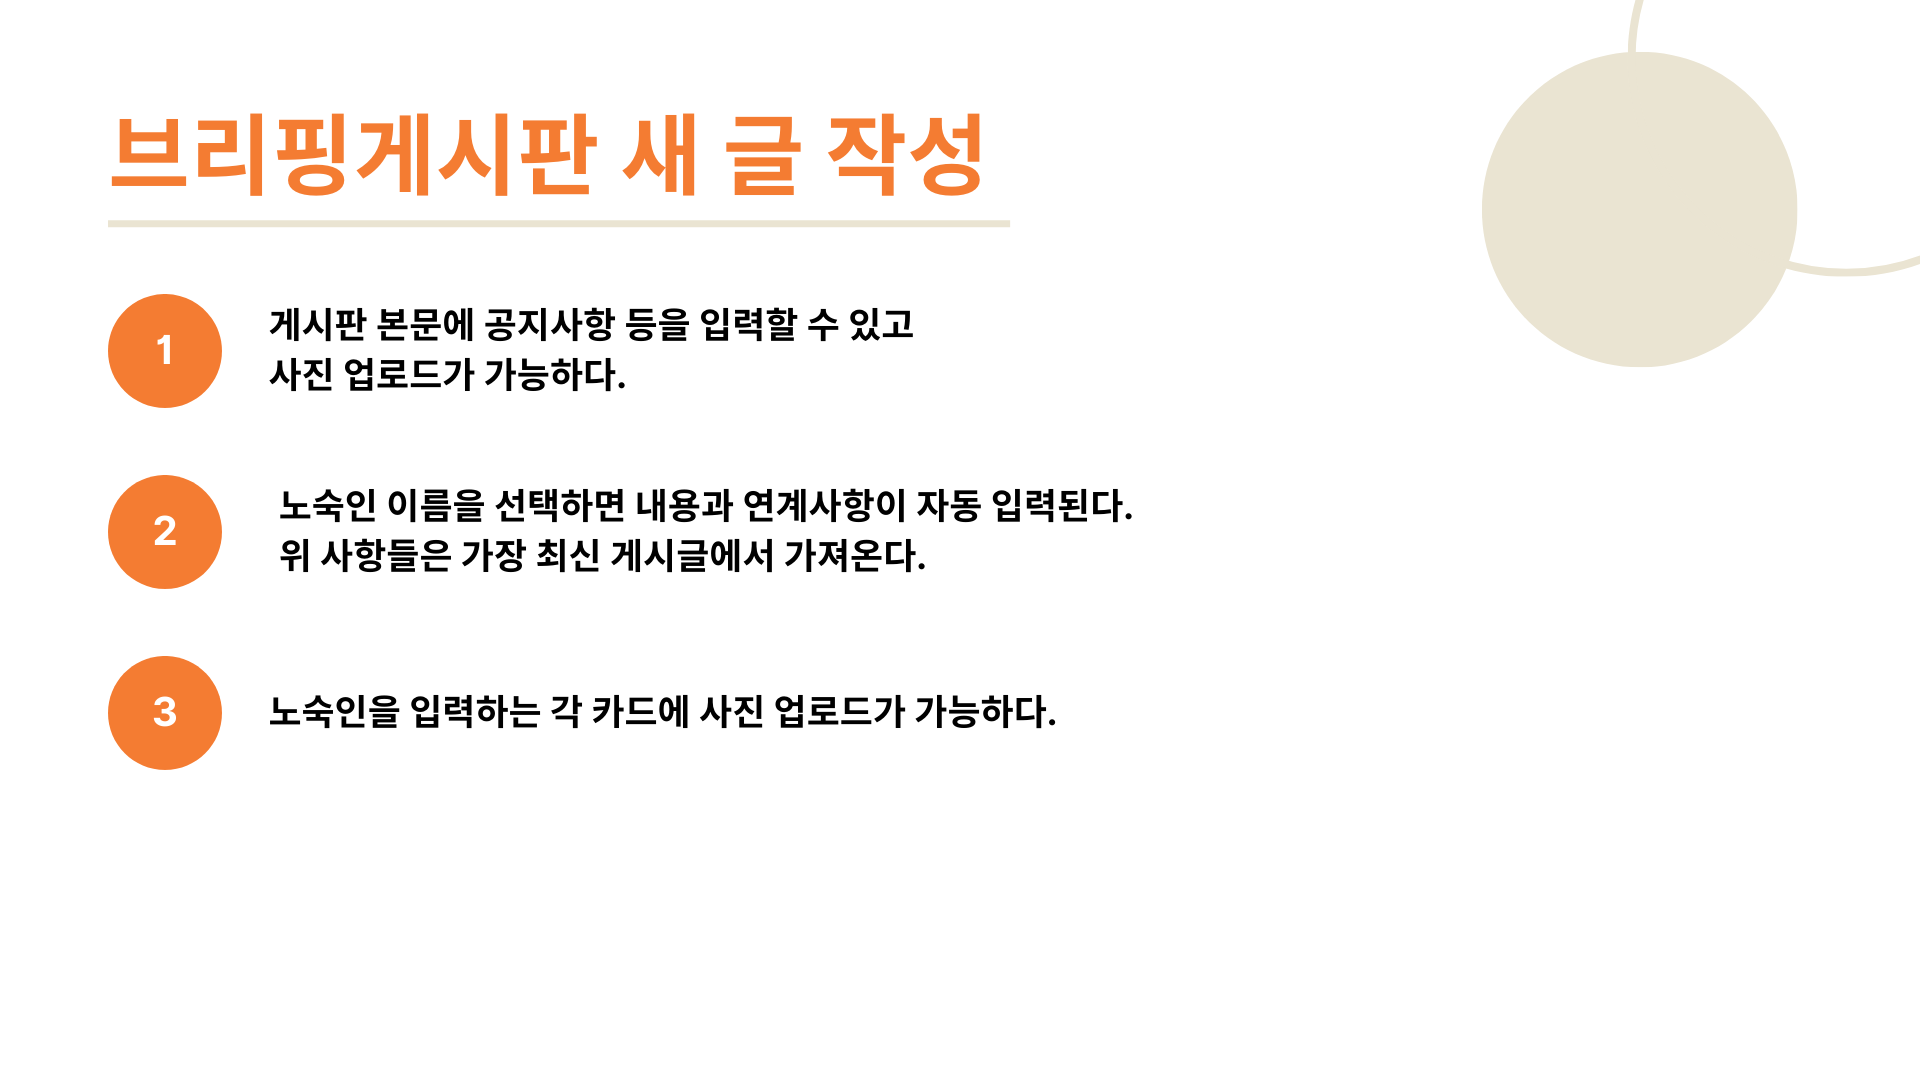 브리핑게시판 새 글 작성
1
게시판 본문에 공지사항 등을 입력할 수 있고
사진 업로드가 가능하다.
2
노숙인 이름을 선택하면 내용과 연계사항이 자동 입력된다.
위 사항들은 가장 최신 게시글에서 가져온다.
3
노숙인을 입력하는 각 카드에 사진 업로드가 가능하다.